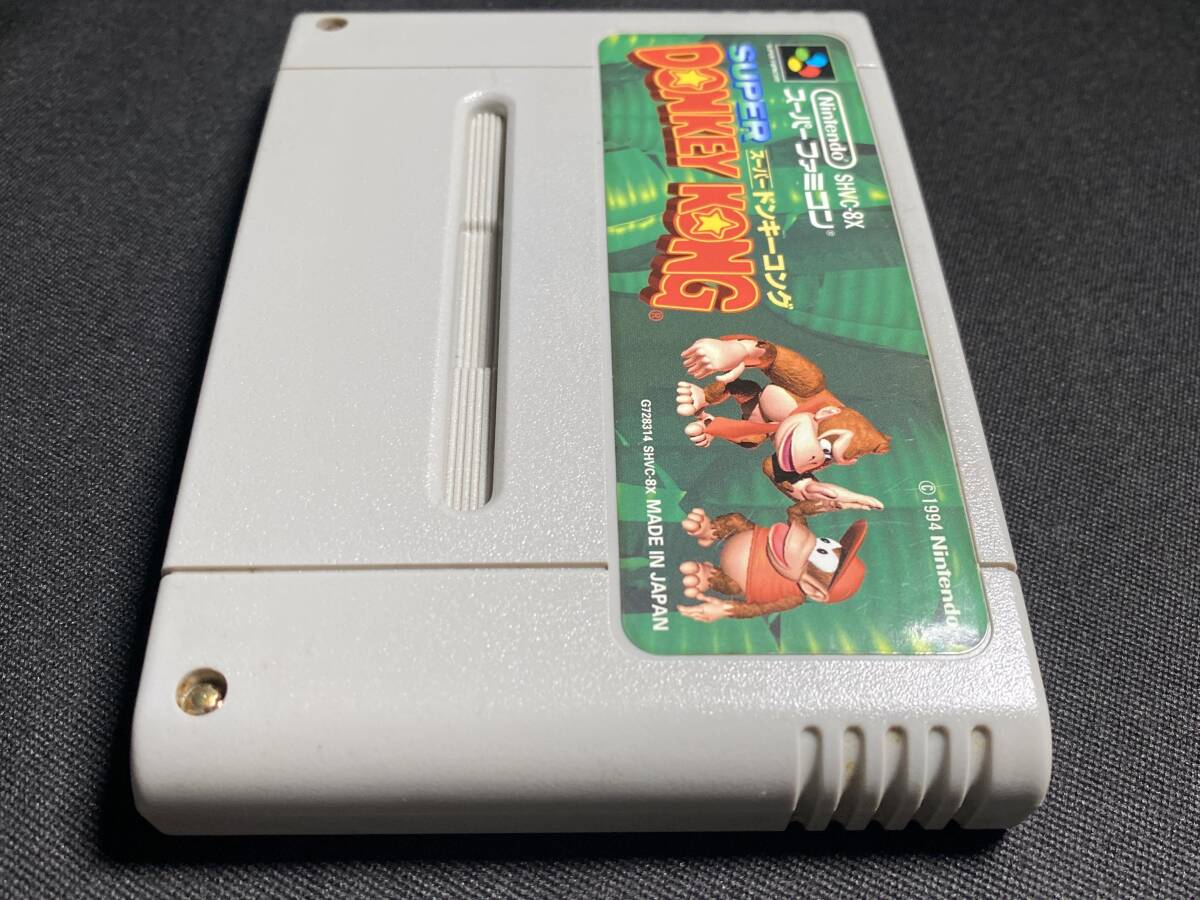 Nintendo® SHVC-8X
スーパーファミコン®
SUPER
スーパードンキーコング
DONKEY KONG®
© 1994 Nintendo
G728314 SHVC-8X MADE IN JAPAN